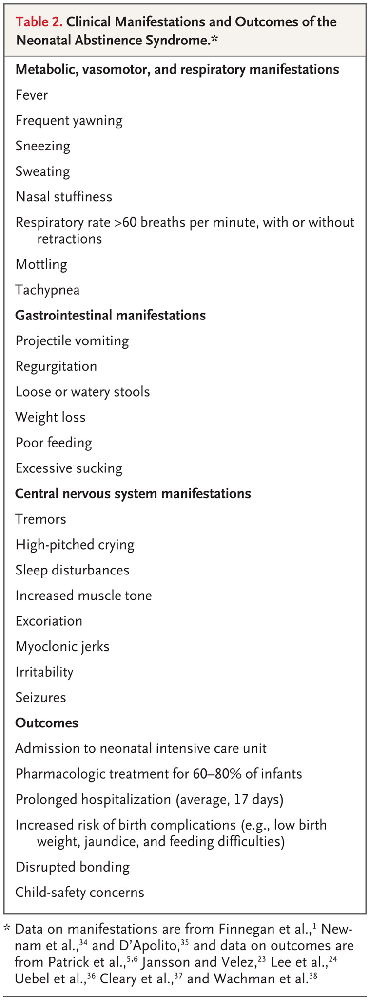 Table 2. Clinical Manifestations and Outcomes of the
Neonatal Abstinence Syndrome.*
Metabolic, vasomotor, and respiratory manifestations
Fever
Frequent yawning
Sneezing
Sweating
Nasal stuffiness
Respiratory rate >60 breaths per minute, with or without
retractions
Mottling
Tachypnea
Gastrointestinal manifestations
Projectile vomiting
Regurgitation
Loose or watery stools
Weight loss
Poor feeding
Excessive sucking
Central nervous system manifestations
Tremors
High-pitched crying
Sleep disturbances
Increased muscle tone
Excoriation
Myoclonic jerks
Irritability
Seizures
Outcomes
Admission to neonatal intensive care unit
Pharmacologic treatment for 60–80% of infants
Prolonged hospitalization (average, 17 days)
Increased risk of birth complications (e.g., low birth
weight, jaundice, and feeding difficulties)
Disrupted bonding
Child-safety concerns
* Data on manifestations are from Finnegan et al.,¹ New-
nam et al.,³⁴ and D’Apolito,³⁵ and data on outcomes are
from Patrick et al.,⁵,⁶ Jansson and Velez,²³ Lee et al.,²⁴
Uebel et al.,³⁶ Cleary et al.,³⁷ and Wachman et al.³⁸